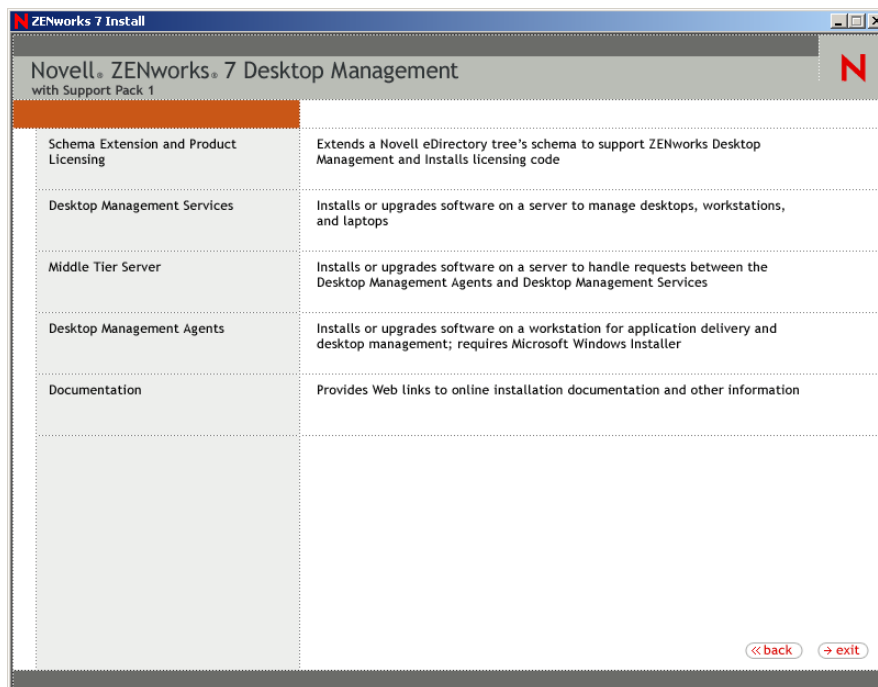 ZENworks 7 Install
Novell® ZENworks® 7 Desktop Management
with Support Pack 1
N
Schema Extension and Product
Licensing
Extends a Novell eDirectory tree's schema to support ZENworks Desktop
Management and Installs licensing code
Desktop Management Services
Installs or upgrades software on a server to manage desktops, workstations,
and laptops
Middle Tier Server
Installs or upgrades software on a server to handle requests between the
Desktop Management Agents and Desktop Management Services
Desktop Management Agents
Installs or upgrades software on a workstation for application delivery and
desktop management; requires Microsoft Windows Installer
Documentation
Provides Web links to online installation documentation and other information
« back
→ exit